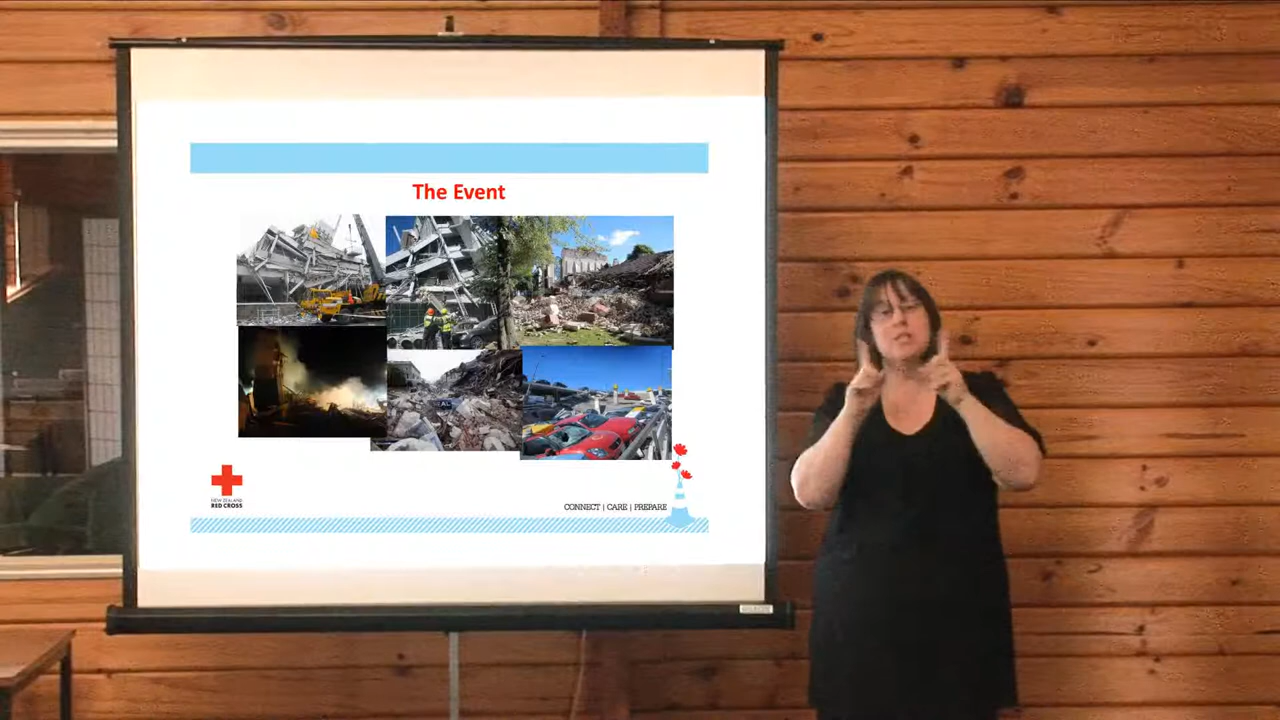 The Event
NEW ZEALAND
RED CROSS
CONNECT | CARE | PREPARE